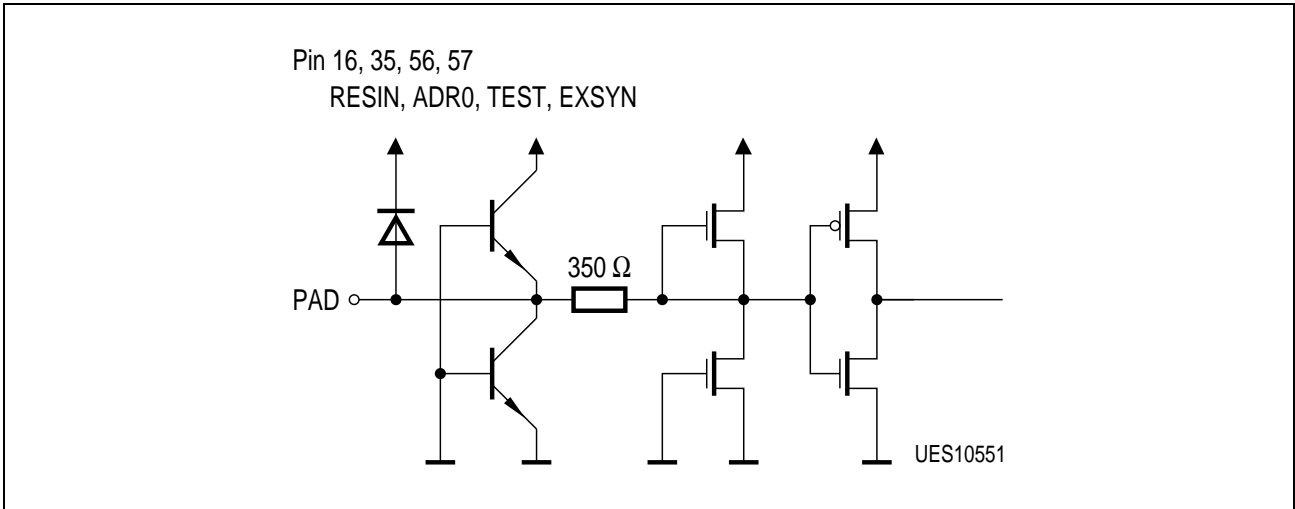 Pin 16, 35, 56, 57
RESIN, ADR0, TEST, EXSYN
350 Ω
PAD
UES10551